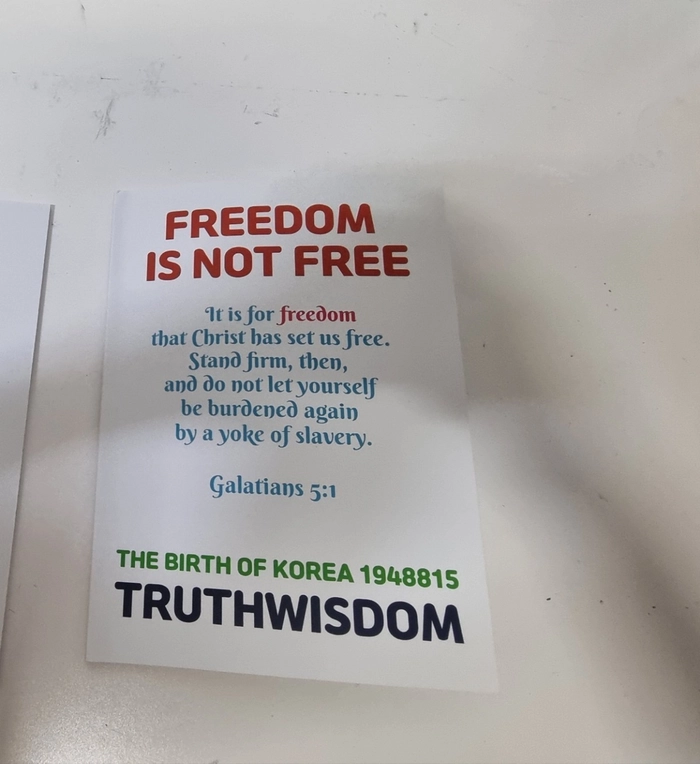 FREEDOM
IS NOT FREE
It is for freedom
that Christ has set us free.
Stand firm, then,
and do not let yourself
be burdened again
by a yoke of slavery.
Galatians 5:1
THE BIRTH OF KOREA 1948815
TRUTHWISDOM